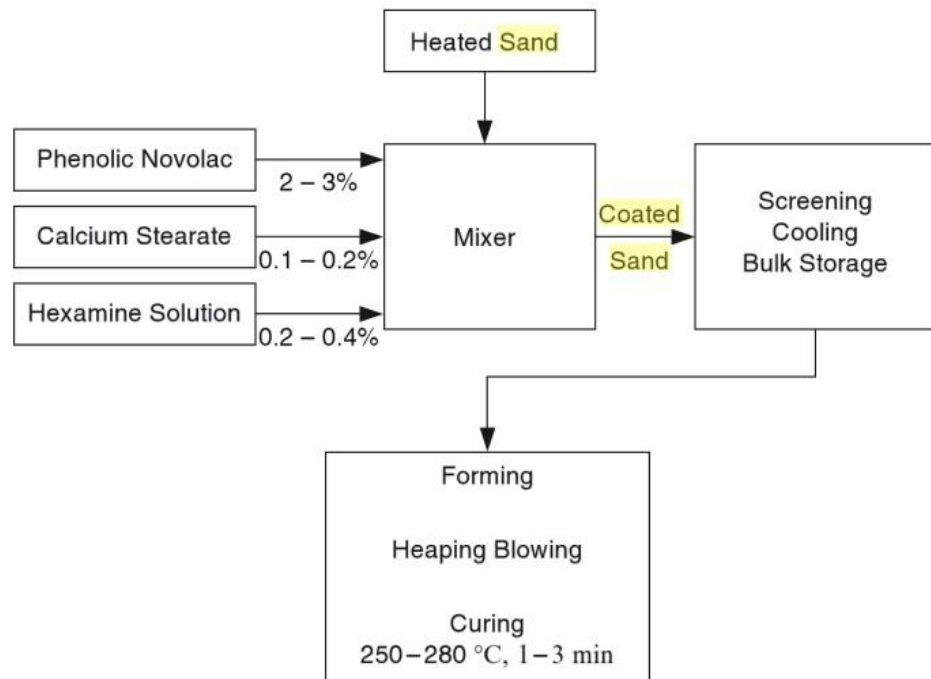 Heated Sand
Phenolic Novolac
2 – 3%
Calcium Stearate
0.1 – 0.2%
Hexamine Solution
0.2 – 0.4%
Mixer
Coated
Sand
Screening
Cooling
Bulk Storage
Forming
Heaping Blowing
Curing
250–280 °C, 1–3 min